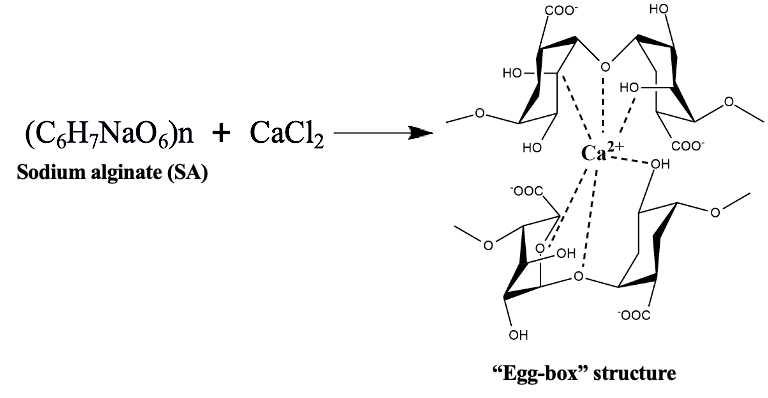 COO⁻
HO
O
HO
HO
O
O
HO
COO⁻
(C₆H₇NaO₆)n + CaCl₂
Sodium alginate (SA)
Ca²⁺
OH
⁻OOC
O
O
O
OH
O
⁻OOC
OH
“Egg-box” structure